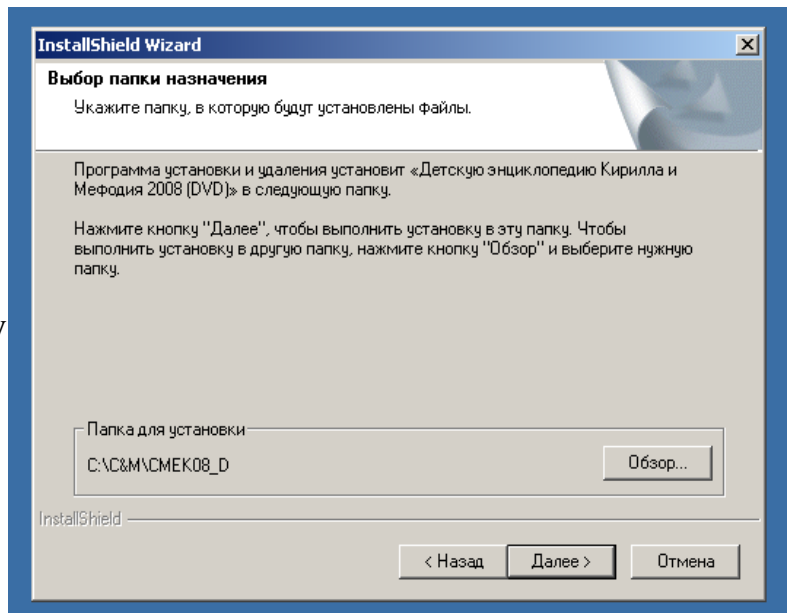 InstallShield Wizard
Выбор папки назначения
Укажите папку, в которую будут установлены файлы.
Программа установки и удаления установит «Детскую энциклопедию Кирилла и
Мефодия 2008 (DVD)» в следующую папку.
Нажмите кнопку "Далее", чтобы выполнить установку в эту папку. Чтобы
выполнить установку в другую папку, нажмите кнопку "Обзор" и выберите нужную
папку.
у
Папка для установки
C:\C&M\CMEK08_D
Обзор...
InstallShield
< Назад
Далее >
Отмена